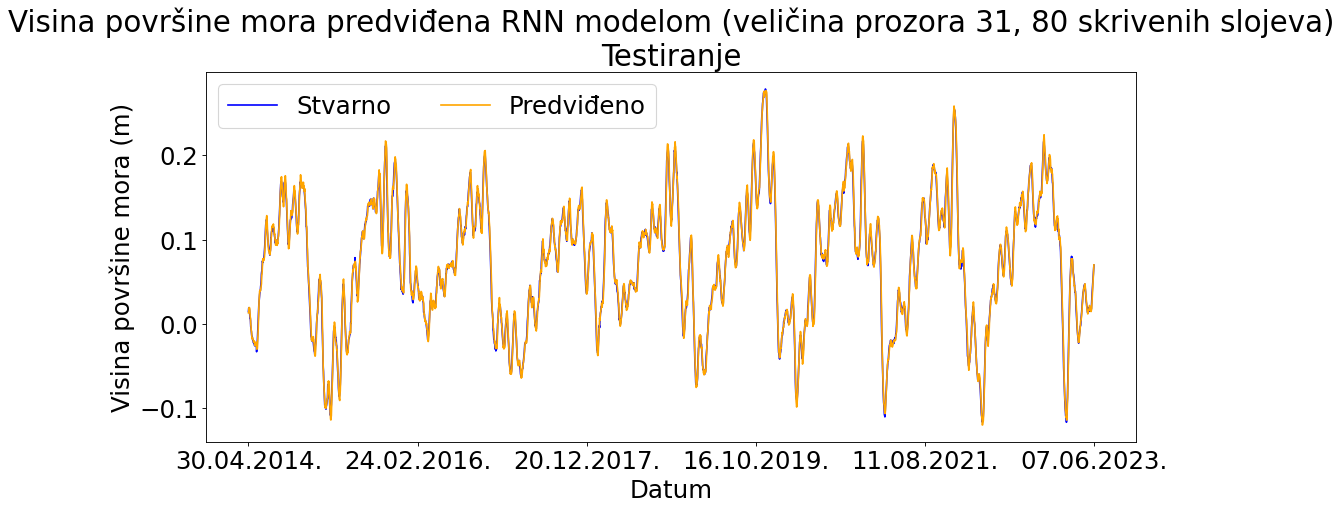 Visina površine mora predviđena RNN modelom (veličina prozora 31, 80 skrivenih slojeva)
Testiranje
Stvarno
Predviđeno
Visina površine mora (m)
0.2
0.1
0.0
−0.1
30.04.2014.
24.02.2016.
20.12.2017.
16.10.2019.
11.08.2021.
07.06.2023.
Datum